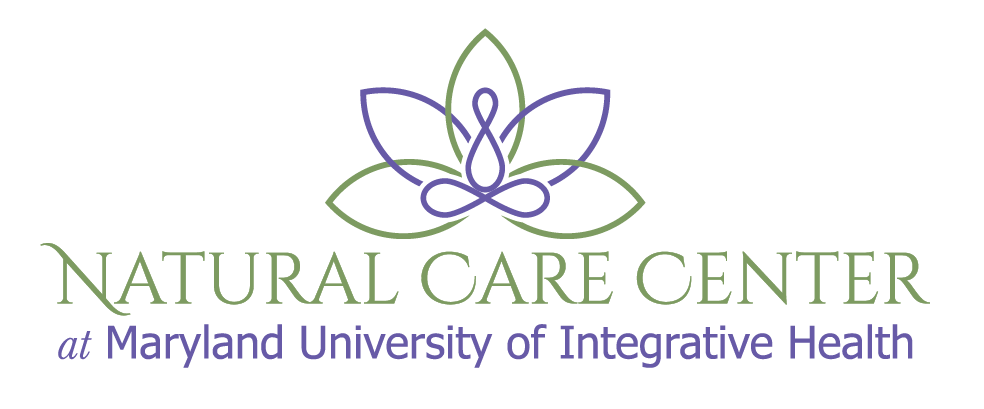 NATURAL CARE CENTER
at Maryland University of Integrative Health